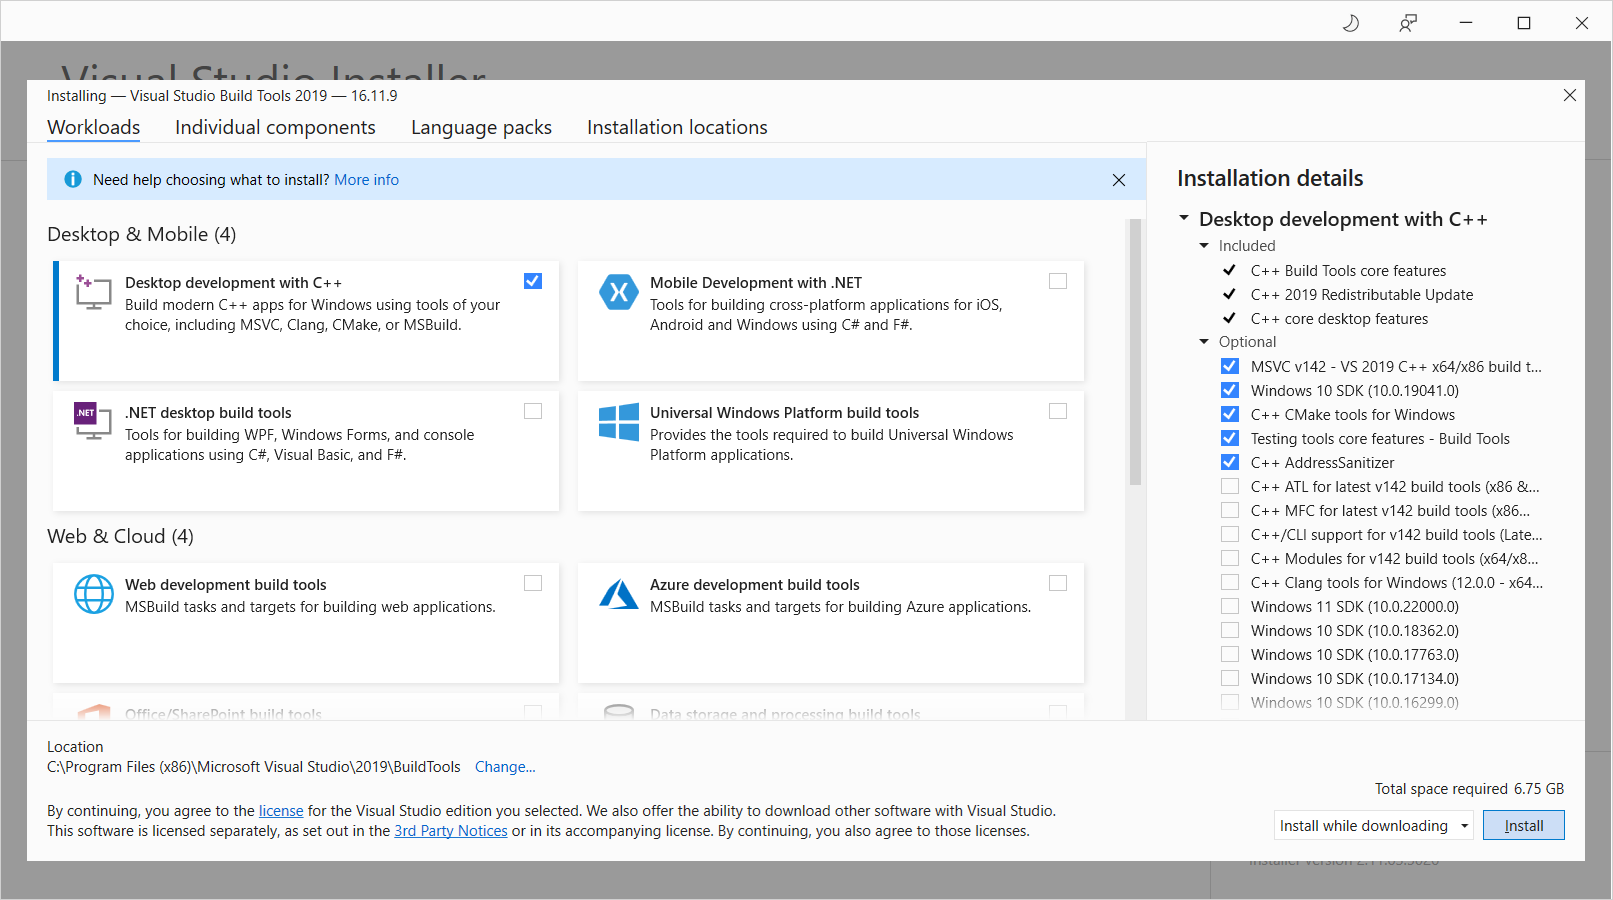 Visual Studio Installer
Installing — Visual Studio Build Tools 2019 — 16.11.9
Workloads
Individual components
Language packs
Installation locations
Need help choosing what to install? More info
Desktop & Mobile (4)
Desktop development with C++
Build modern C++ apps for Windows using tools of your
choice, including MSVC, Clang, CMake, or MSBuild.
Mobile Development with .NET
Tools for building cross-platform applications for iOS,
Android and Windows using C# and F#.
.NET
.NET desktop build tools
Tools for building WPF, Windows Forms, and console
applications using C#, Visual Basic, and F#.
Universal Windows Platform build tools
Provides the tools required to build Universal Windows
Platform applications.
Web & Cloud (4)
Web development build tools
MSBuild tasks and targets for building web applications.
Azure development build tools
MSBuild tasks and targets for building Azure applications.
Office/SharePoint build tools
Data storage and processing build tools
Installation details
Desktop development with C++
Included
C++ Build Tools core features
C++ 2019 Redistributable Update
C++ core desktop features
Optional
MSVC v142 - VS 2019 C++ x64/x86 build t...
Windows 10 SDK (10.0.19041.0)
C++ CMake tools for Windows
Testing tools core features - Build Tools
C++ AddressSanitizer
C++ ATL for latest v142 build tools (x86 &...
C++ MFC for latest v142 build tools (x86...
C++/CLI support for v142 build tools (Late...
C++ Modules for v142 build tools (x64/x8...
C++ Clang tools for Windows (12.0.0 - x64...
Windows 11 SDK (10.0.22000.0)
Windows 10 SDK (10.0.18362.0)
Windows 10 SDK (10.0.17763.0)
Windows 10 SDK (10.0.17134.0)
Windows 10 SDK (10.0.16299.0)
Location
C:\Program Files (x86)\Microsoft Visual Studio\2019\BuildTools Change...
By continuing, you agree to the license for the Visual Studio edition you selected. We also offer the ability to download other software with Visual Studio.
This software is licensed separately, as set out in the 3rd Party Notices or in its accompanying license. By continuing, you also agree to those licenses.
Total space required 6.75 GB
Install while downloading
Install
Installer version